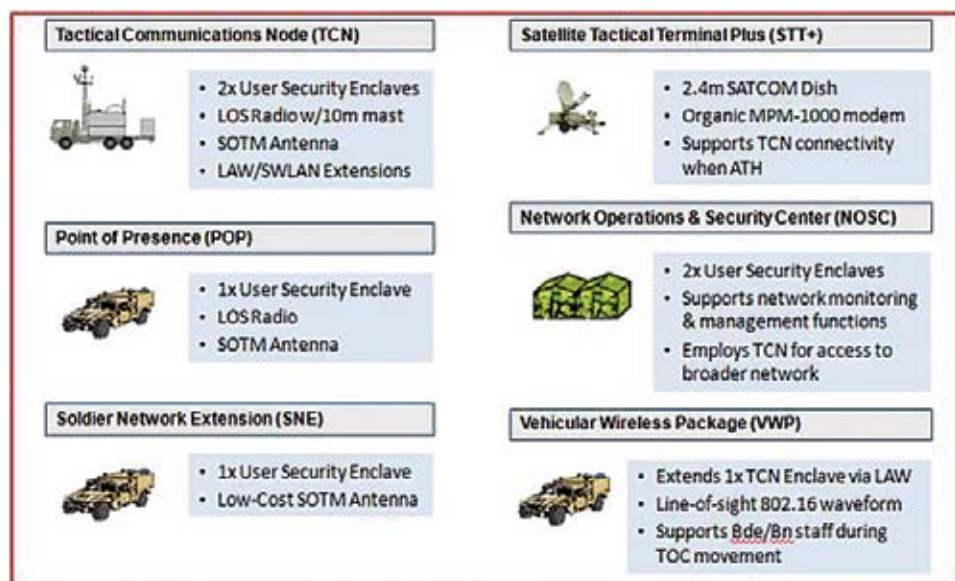 Tactical Communications Node (TCN)
• 2x User Security Enclaves
• LOS Radio w/10m mast
• SOTM Antenna
• LAW/SWLAN Extensions
Point of Presence (POP)
• 1x User Security Enclave
• LOS Radio
• SOTM Antenna
Soldier Network Extension (SNE)
• 1x User Security Enclave
• Low-Cost SOTM Antenna
Satellite Tactical Terminal Plus (STT+)
• 2.4m SATCOM Dish
• Organic MPM-1000 modem
• Supports TCN connectivity
when ATH
Network Operations & Security Center (NOSC)
• 2x User Security Enclaves
• Supports network monitoring
& management functions
• Employs TCN for access to
broader network
Vehicular Wireless Package (VWP)
• Extends 1x TCN Enclave via LAW
• Line-of-sight 802.16 waveform
• Supports Bde/Bn staff during
TOC movement